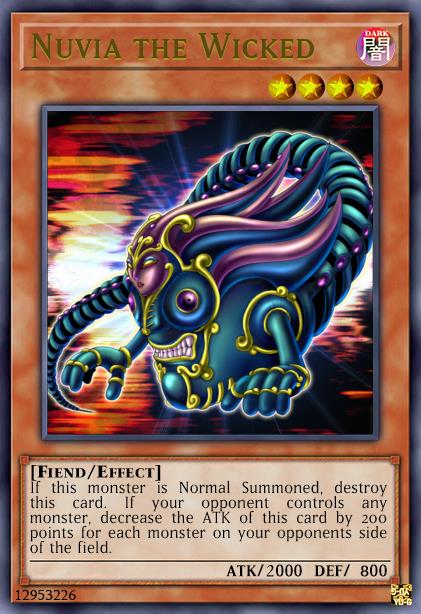 Nuvia the Wicked
DARK
闇
[Fiend/Effect]
If this monster is Normal Summoned, destroy
this card. If your opponent controls any
monster, decrease the ATK of this card by 200
points for each monster on your opponents side
of the field.
ATK/2000 DEF/ 800
12953226